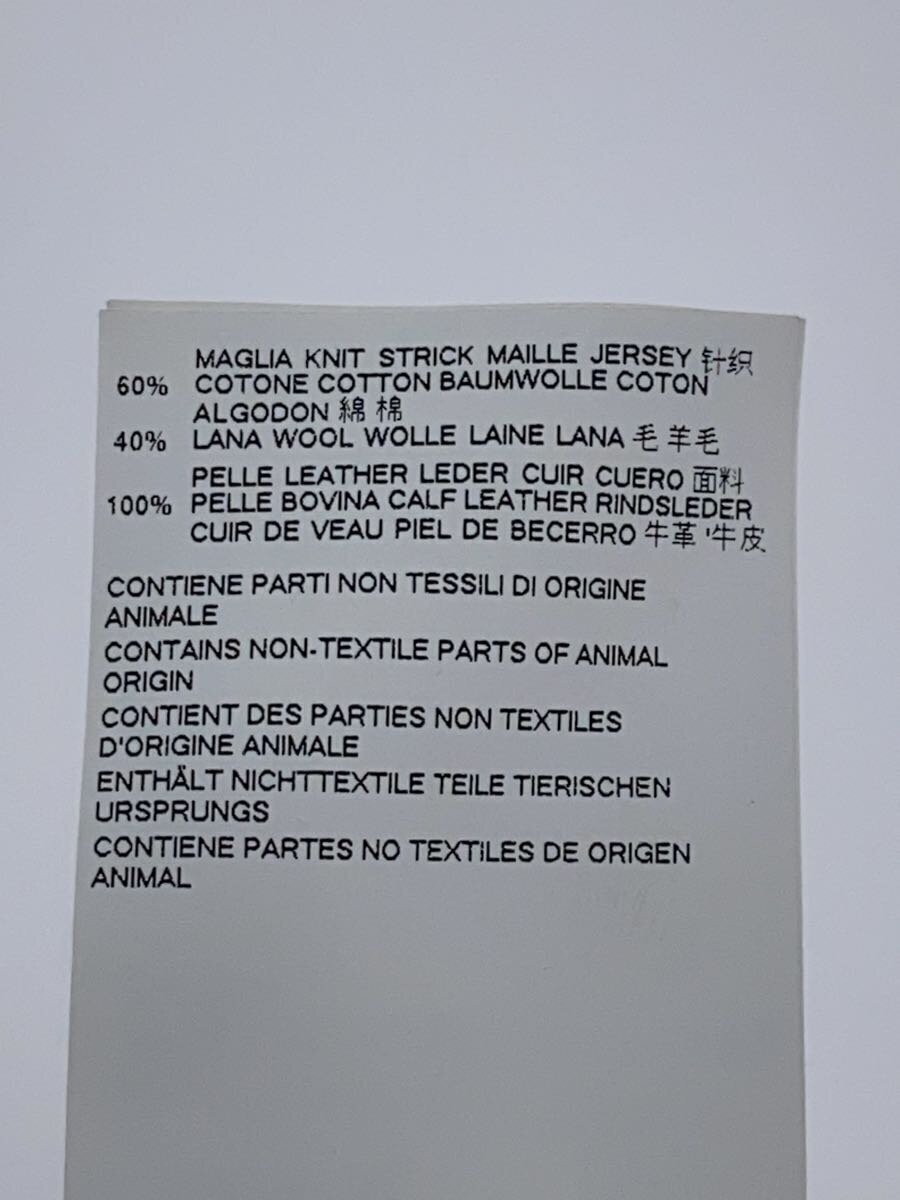 MAGLIA KNIT STRICK MAILLE JERSEY 针织
60% COTONE COTTON BAUMWOLLE COTON
ALGODON 綿 棉
40% LANA WOOL WOLLE LAINE LANA 毛 羊毛
PELLE LEATHER LEDER CUIR CUERO 面料
100% PELLE BOVINA CALF LEATHER RINDSLEDER
CUIR DE VEAU PIEL DE BECERRO 牛革 '牛皮
CONTIENE PARTI NON TESSILI DI ORIGINE
ANIMALE
CONTAINS NON-TEXTILE PARTS OF ANIMAL
ORIGIN
CONTIENT DES PARTIES NON TEXTILES
D'ORIGINE ANIMALE
ENTHÄLT NICHTTEXTILE TEILE TIERISCHEN
URSPRUNGS
CONTIENE PARTES NO TEXTILES DE ORIGEN
ANIMAL